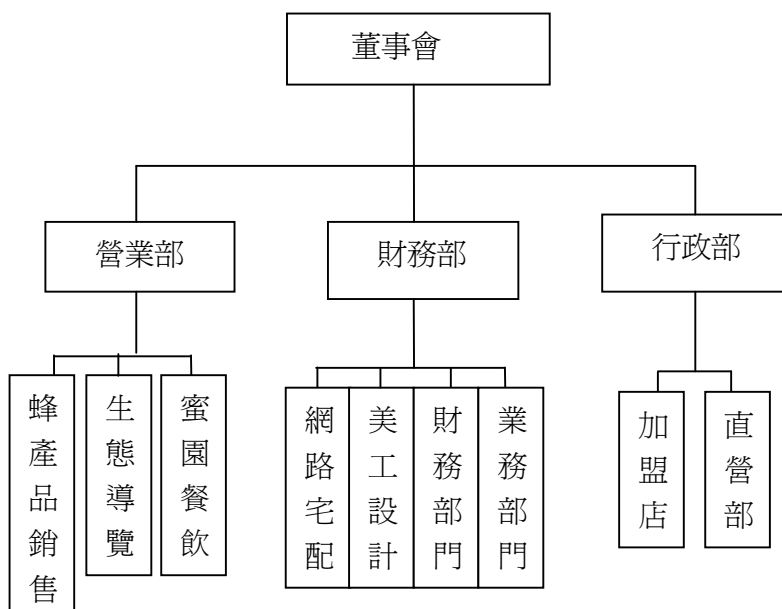 董事會
營業部
財務部
行政部
蜂產品銷售
生態導覽
蜜園餐飲
網路宅配
美工設計
財務部門
業務部門
加盟店
直營部